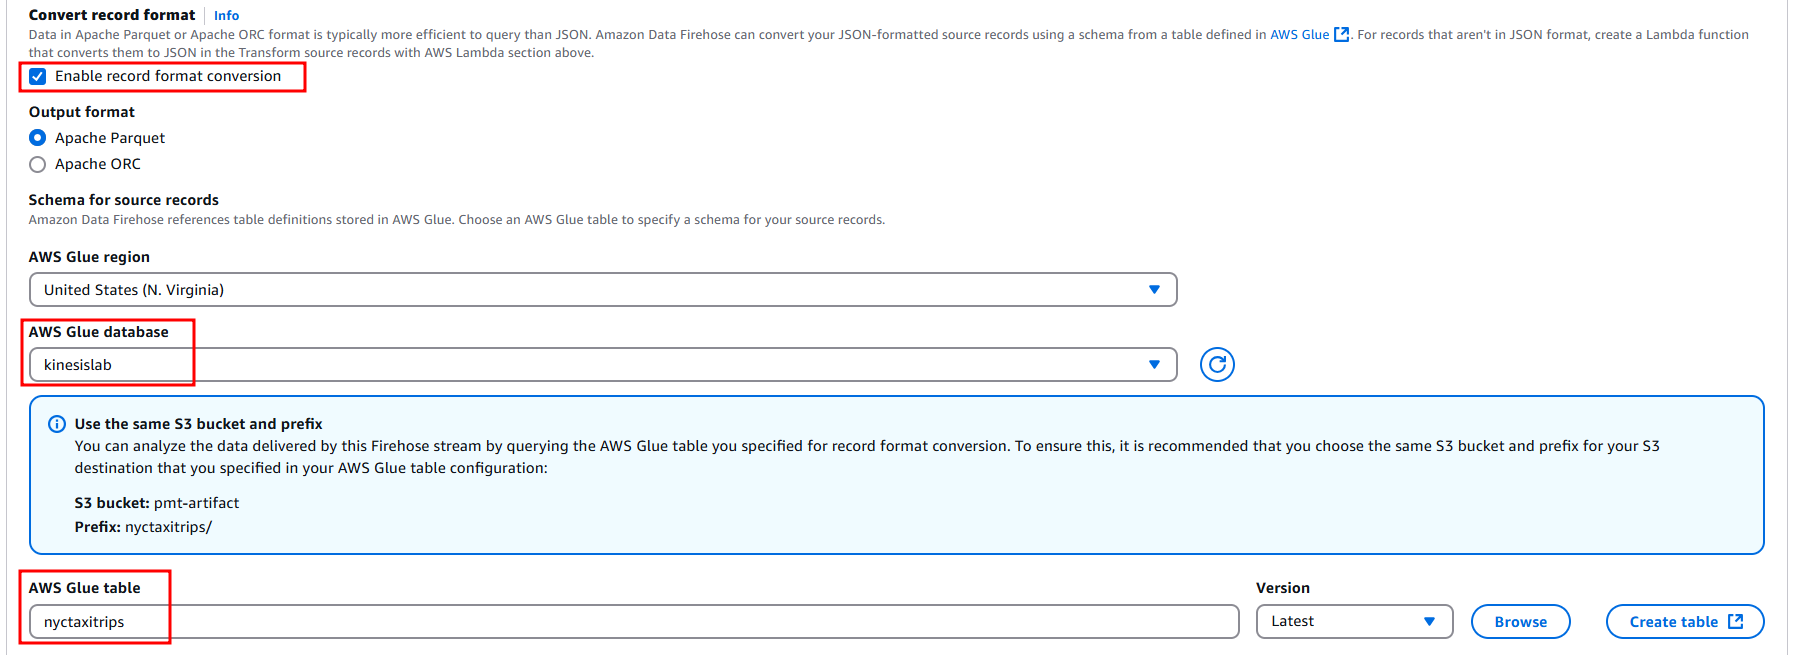 Convert record format | Info
Data in Apache Parquet or Apache ORC format is typically more efficient to query than JSON. Amazon Data Firehose can convert your JSON-formatted source records using a schema from a table defined in AWS Glue. For records that aren't in JSON format, create a Lambda function
that converts them to JSON in the Transform source records with AWS Lambda section above.
Enable record format conversion
Output format
Apache Parquet
Apache ORC
Schema for source records
Amazon Data Firehose references table definitions stored in AWS Glue. Choose an AWS Glue table to specify a schema for your source records.
AWS Glue region
United States (N. Virginia)
AWS Glue database
kinesislab
Use the same S3 bucket and prefix
You can analyze the data delivered by this Firehose stream by querying the AWS Glue table you specified for record format conversion. To ensure this, it is recommended that you choose the same S3 bucket and prefix for your S3
destination that you specified in your AWS Glue table configuration:
S3 bucket: pmt-artifact
Prefix: nyctaxitrips/
AWS Glue table
nyctaxitrips
Version
Latest
Browse
Create table